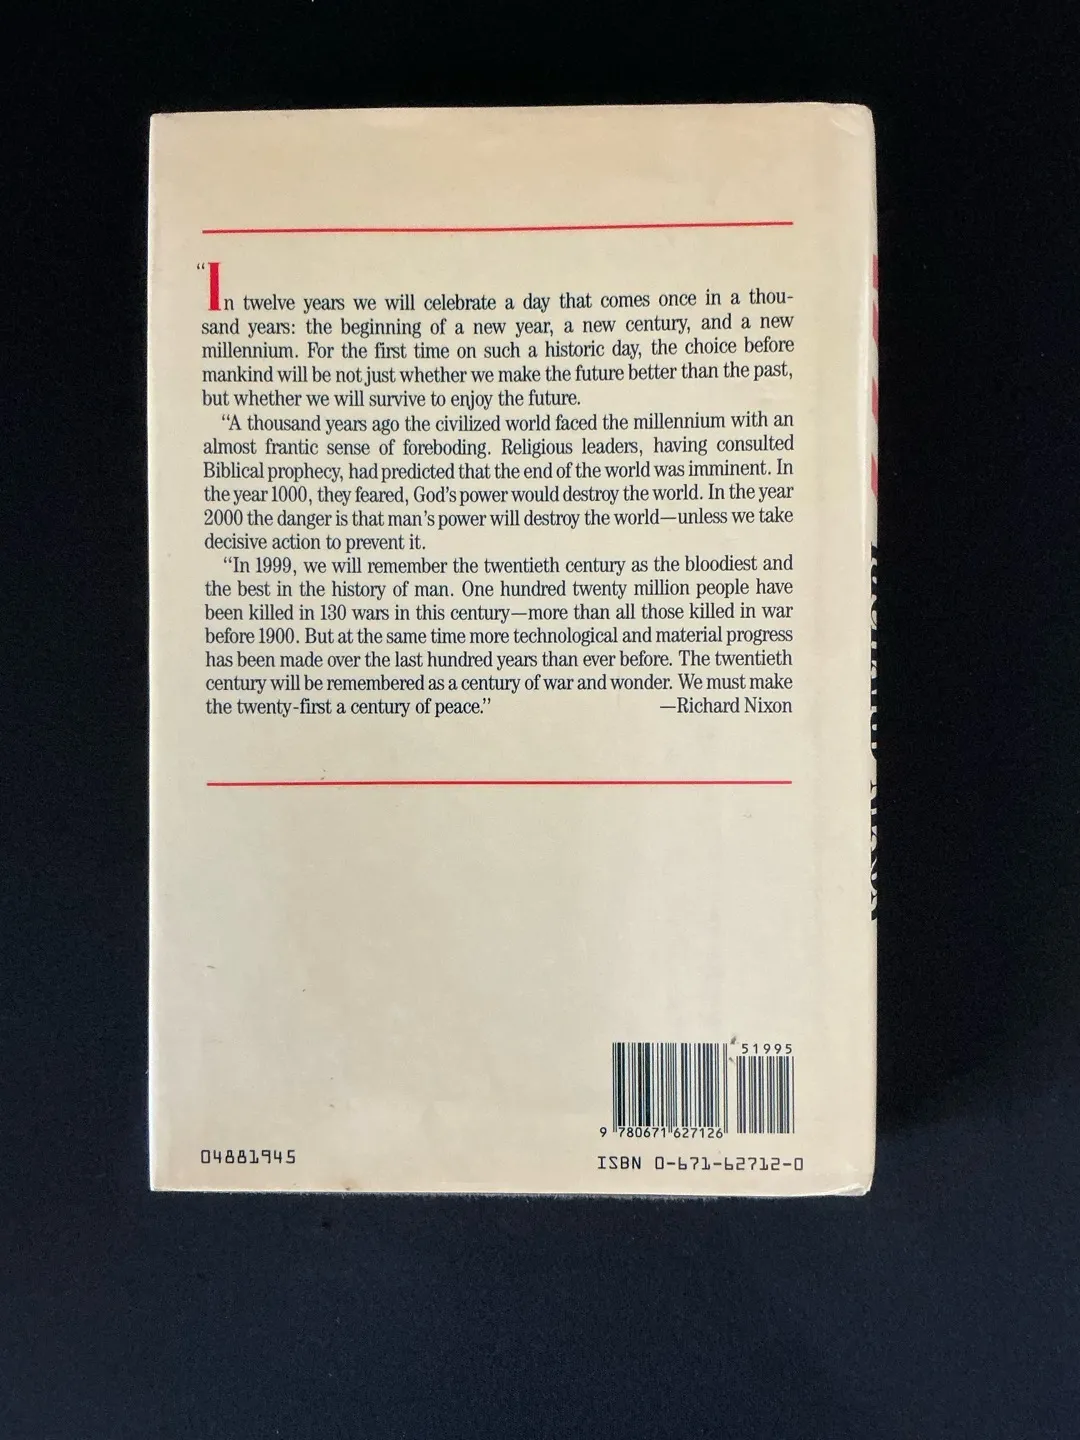 “In twelve years we will celebrate a day that comes once in a thou-
sand years: the beginning of a new year, a new century, and a new
millennium. For the first time on such a historic day, the choice before
mankind will be not just whether we make the future better than the past,
but whether we will survive to enjoy the future.
“A thousand years ago the civilized world faced the millennium with an
almost frantic sense of foreboding. Religious leaders, having consulted
Biblical prophecy, had predicted that the end of the world was imminent. In
the year 1000, they feared, God’s power would destroy the world. In the year
2000 the danger is that man’s power will destroy the world—unless we take
decisive action to prevent it.
“In 1999, we will remember the twentieth century as the bloodiest and
the best in the history of man. One hundred twenty million people have
been killed in 130 wars in this century—more than all those killed in war
before 1900. But at the same time more technological and material progress
has been made over the last hundred years than ever before. The twentieth
century will be remembered as a century of war and wonder. We must make
the twenty-first a century of peace.” —Richard Nixon
51995
9 780671 627126
04881945
ISBN 0-671-62712-0